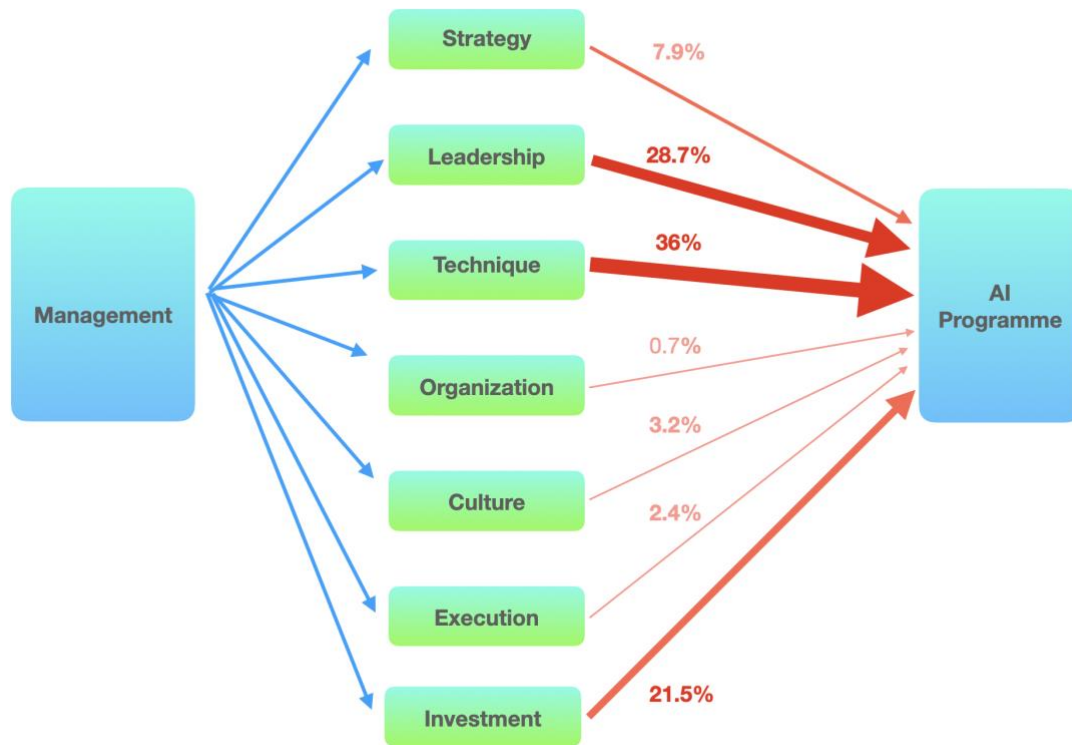 Strategy
7.9%
Leadership
28.7%
Technique
36%
Management
AI
Programme
Organization
0.7%
Culture
3.2%
Execution
2.4%
Investment
21.5%